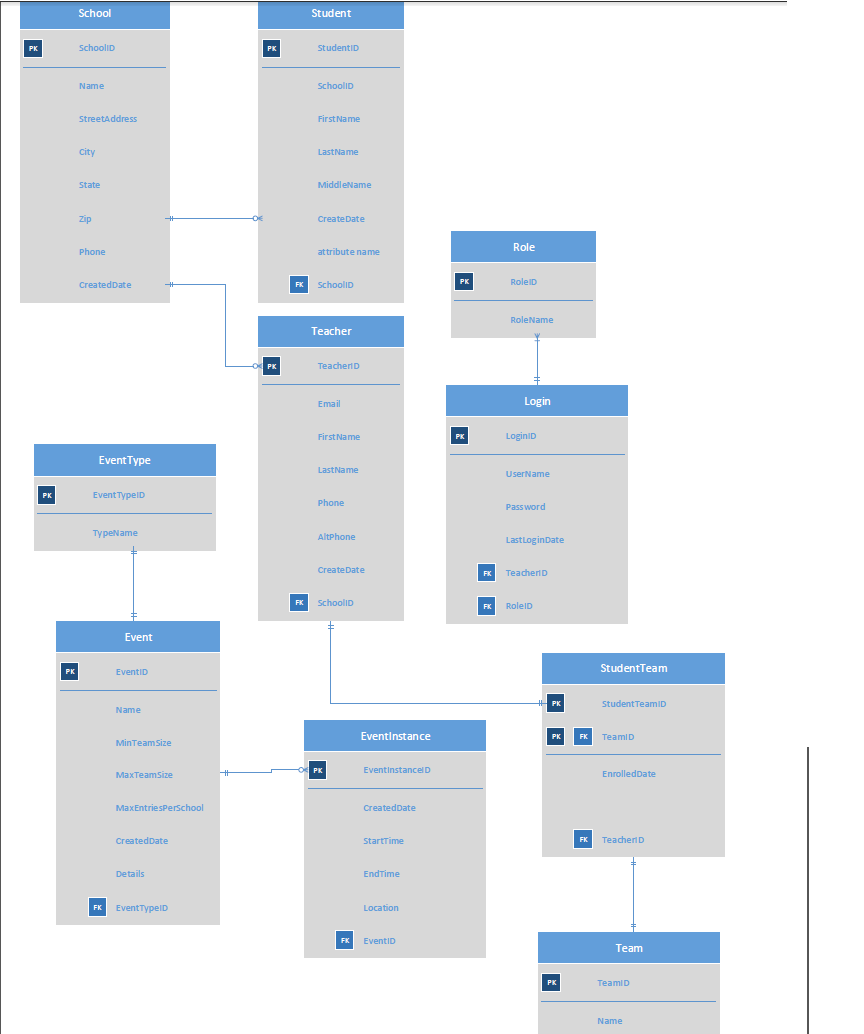 School
PK SchoolID
Name
StreetAddress
City
State
Zip
Phone
CreatedDate
Student
PK StudentID
SchoolID
FirstName
LastName
MiddleName
CreateDate
attribute name
FK SchoolID
Role
PK RoleID
RoleName
Teacher
PK TeacherID
Email
FirstName
LastName
Phone
AltPhone
CreateDate
FK SchoolID
Login
PK LoginID
UserName
Password
LastLoginDate
FK TeacherID
FK RoleID
EventType
PK EventTypeID
TypeName
Event
PK EventID
Name
MinTeamSize
MaxTeamSize
MaxEntriesPerSchool
CreatedDate
Details
FK EventTypeID
EventInstance
PK EventInstanceID
CreatedDate
StartTime
EndTime
Location
FK EventID
StudentTeam
PK StudentTeamID
PK FK TeamID
EnrolledDate
FK TeacherID
Team
PK TeamID
Name